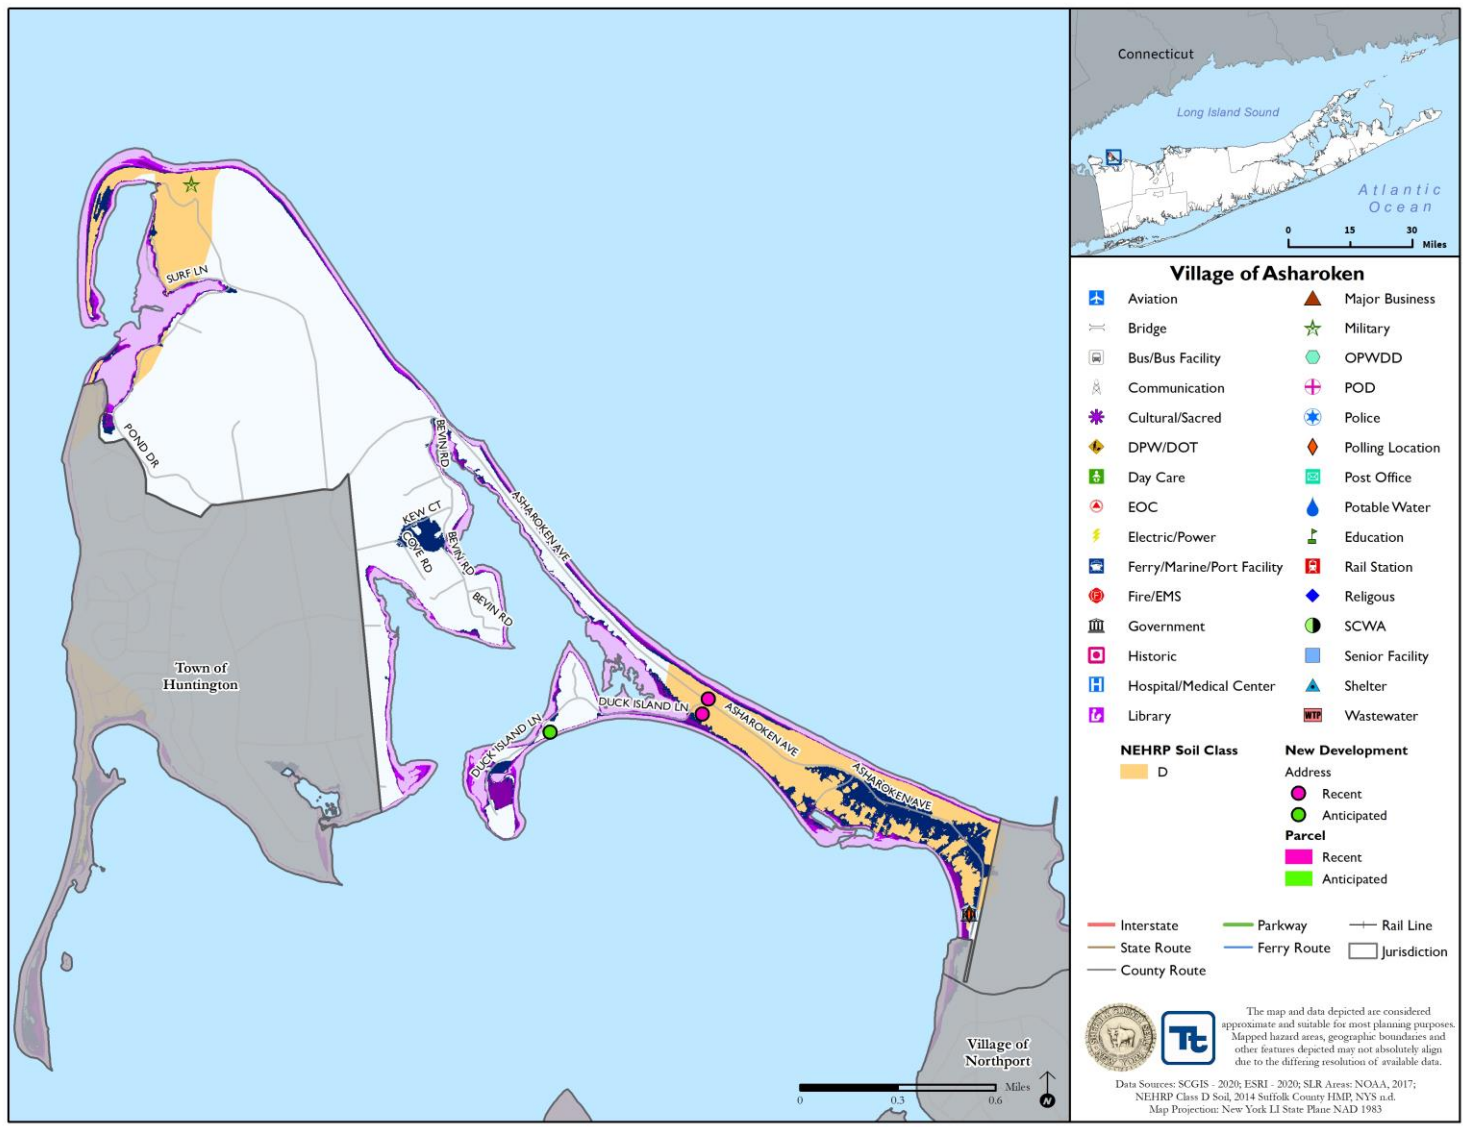 SURF LN
POND DR
BEVIN RD
ASHAROKEN AVE
KEW CT
COVE RD
BEVIN RD
BEVIN RD
Town of
Huntington
DUCK ISLAND LN
DUCK ISLAND LN
ASHAROKEN AVE
ASHAROKEN AVE
Village of
Northport
Miles
0
0.3
0.6
N
Connecticut
Long Island Sound
Atlantic
Ocean
0
15
30
Miles
Village of Asharoken
Aviation
Bridge
Bus/Bus Facility
Communication
Cultural/Sacred
DPW/DOT
Day Care
EOC
Electric/Power
Ferry/Marine/Port Facility
Fire/EMS
Government
Historic
Hospital/Medical Center
Library
Major Business
Military
OPWDD
POD
Police
Polling Location
Post Office
Potable Water
Education
Rail Station
Religous
SCWA
Senior Facility
Shelter
WTP
Wastewater
NEHRP Soil Class
D
New Development
Address
Recent
Anticipated
Parcel
Recent
Anticipated
Interstate
State Route
County Route
Parkway
Ferry Route
Rail Line
Jurisdiction
Tt
The map and data depicted are considered
approximate and suitable for most planning purposes.
Mapped hazard areas, geographic boundaries and
other features depicted may not absolutely align
due to the differing resolution of available data.
Data Sources: SCGIS - 2020; ESRI - 2020; SLR Areas: NOAA, 2017;
NEHRP Class D Soil, 2014 Suffolk County HMP, NYS n.d.
Map Projection: New York LI State Plane NAD 1983